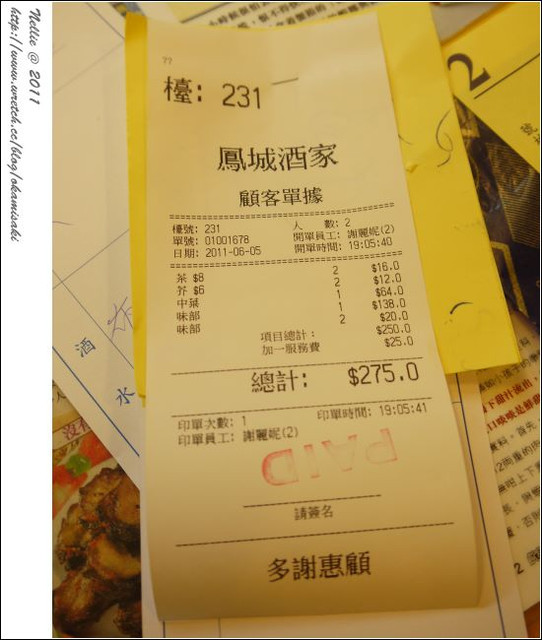 Nellie @ 2011
http://www.wretch.cc/blog/okamisaki
??
檯: 231
鳳城酒家
顧客單據
檯號: 231 人 數: 2
單號: 01001678 開單員工: 謝麗妮(2)
日期: 2011-06-05 開單時間: 19:05:40
茶 $8 2 $16.0
芥 $6 2 $12.0
中菜 1 $64.0
味部 1 $138.0
味部 2 $20.0
項目總計: $250.0
加一服務費 $25.0
總計: $275.0
印單次數: 1 印單時間: 19:05:41
印單員工: 謝麗妮(2)
PAID
請簽名
多謝惠顧
酒
水
2